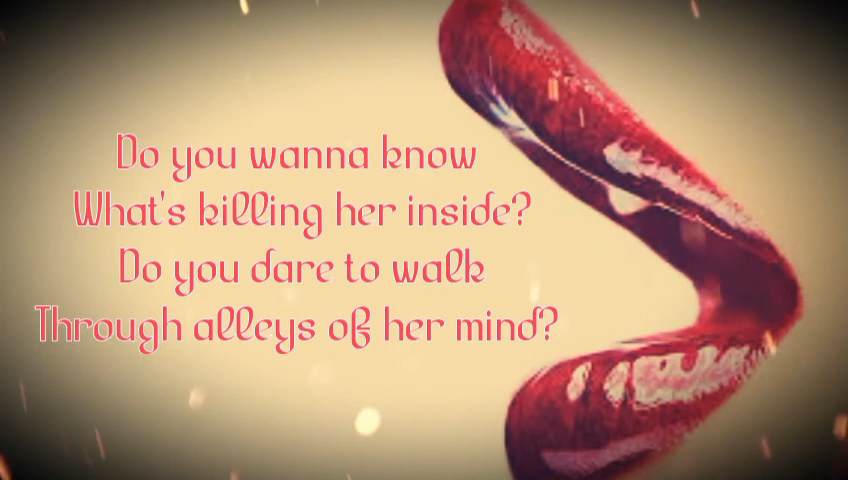 Do you wanna know
What's killing her inside?
Do you dare to walk
Through alleys of her mind?